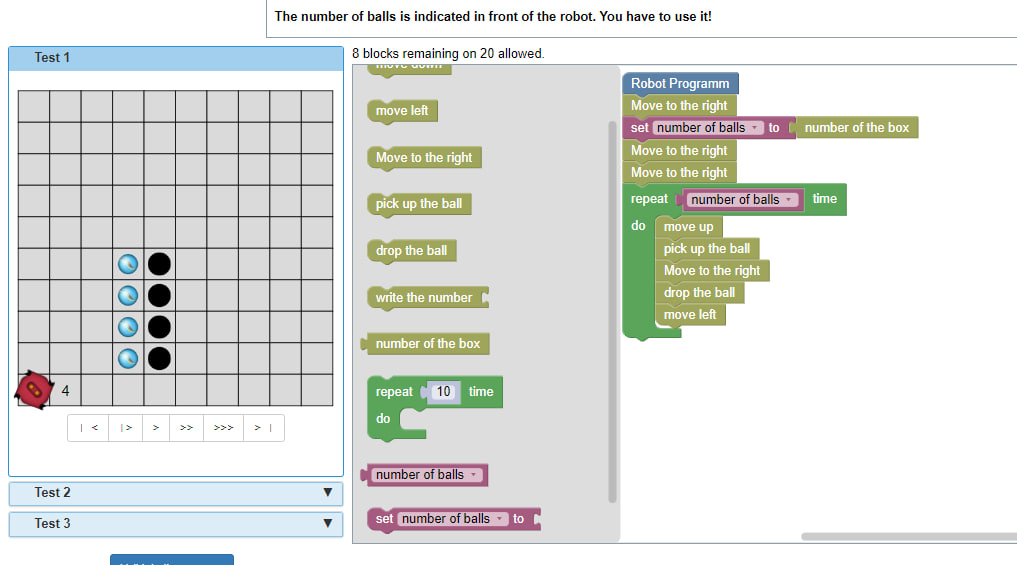 The number of balls is indicated in front of the robot. You have to use it!
Test 1
4
| <
| >
>
>>
>>>
> |
Test 2 ▼
Test 3 ▼
8 blocks remaining on 20 allowed.
move down
move left
Move to the right
pick up the ball
drop the ball
write the number
number of the box
repeat 10 time
do
number of balls
set number of balls to
Robot Programm
Move to the right
set number of balls to number of the box
Move to the right
Move to the right
repeat number of balls time
do move up
pick up the ball
Move to the right
drop the ball
move left